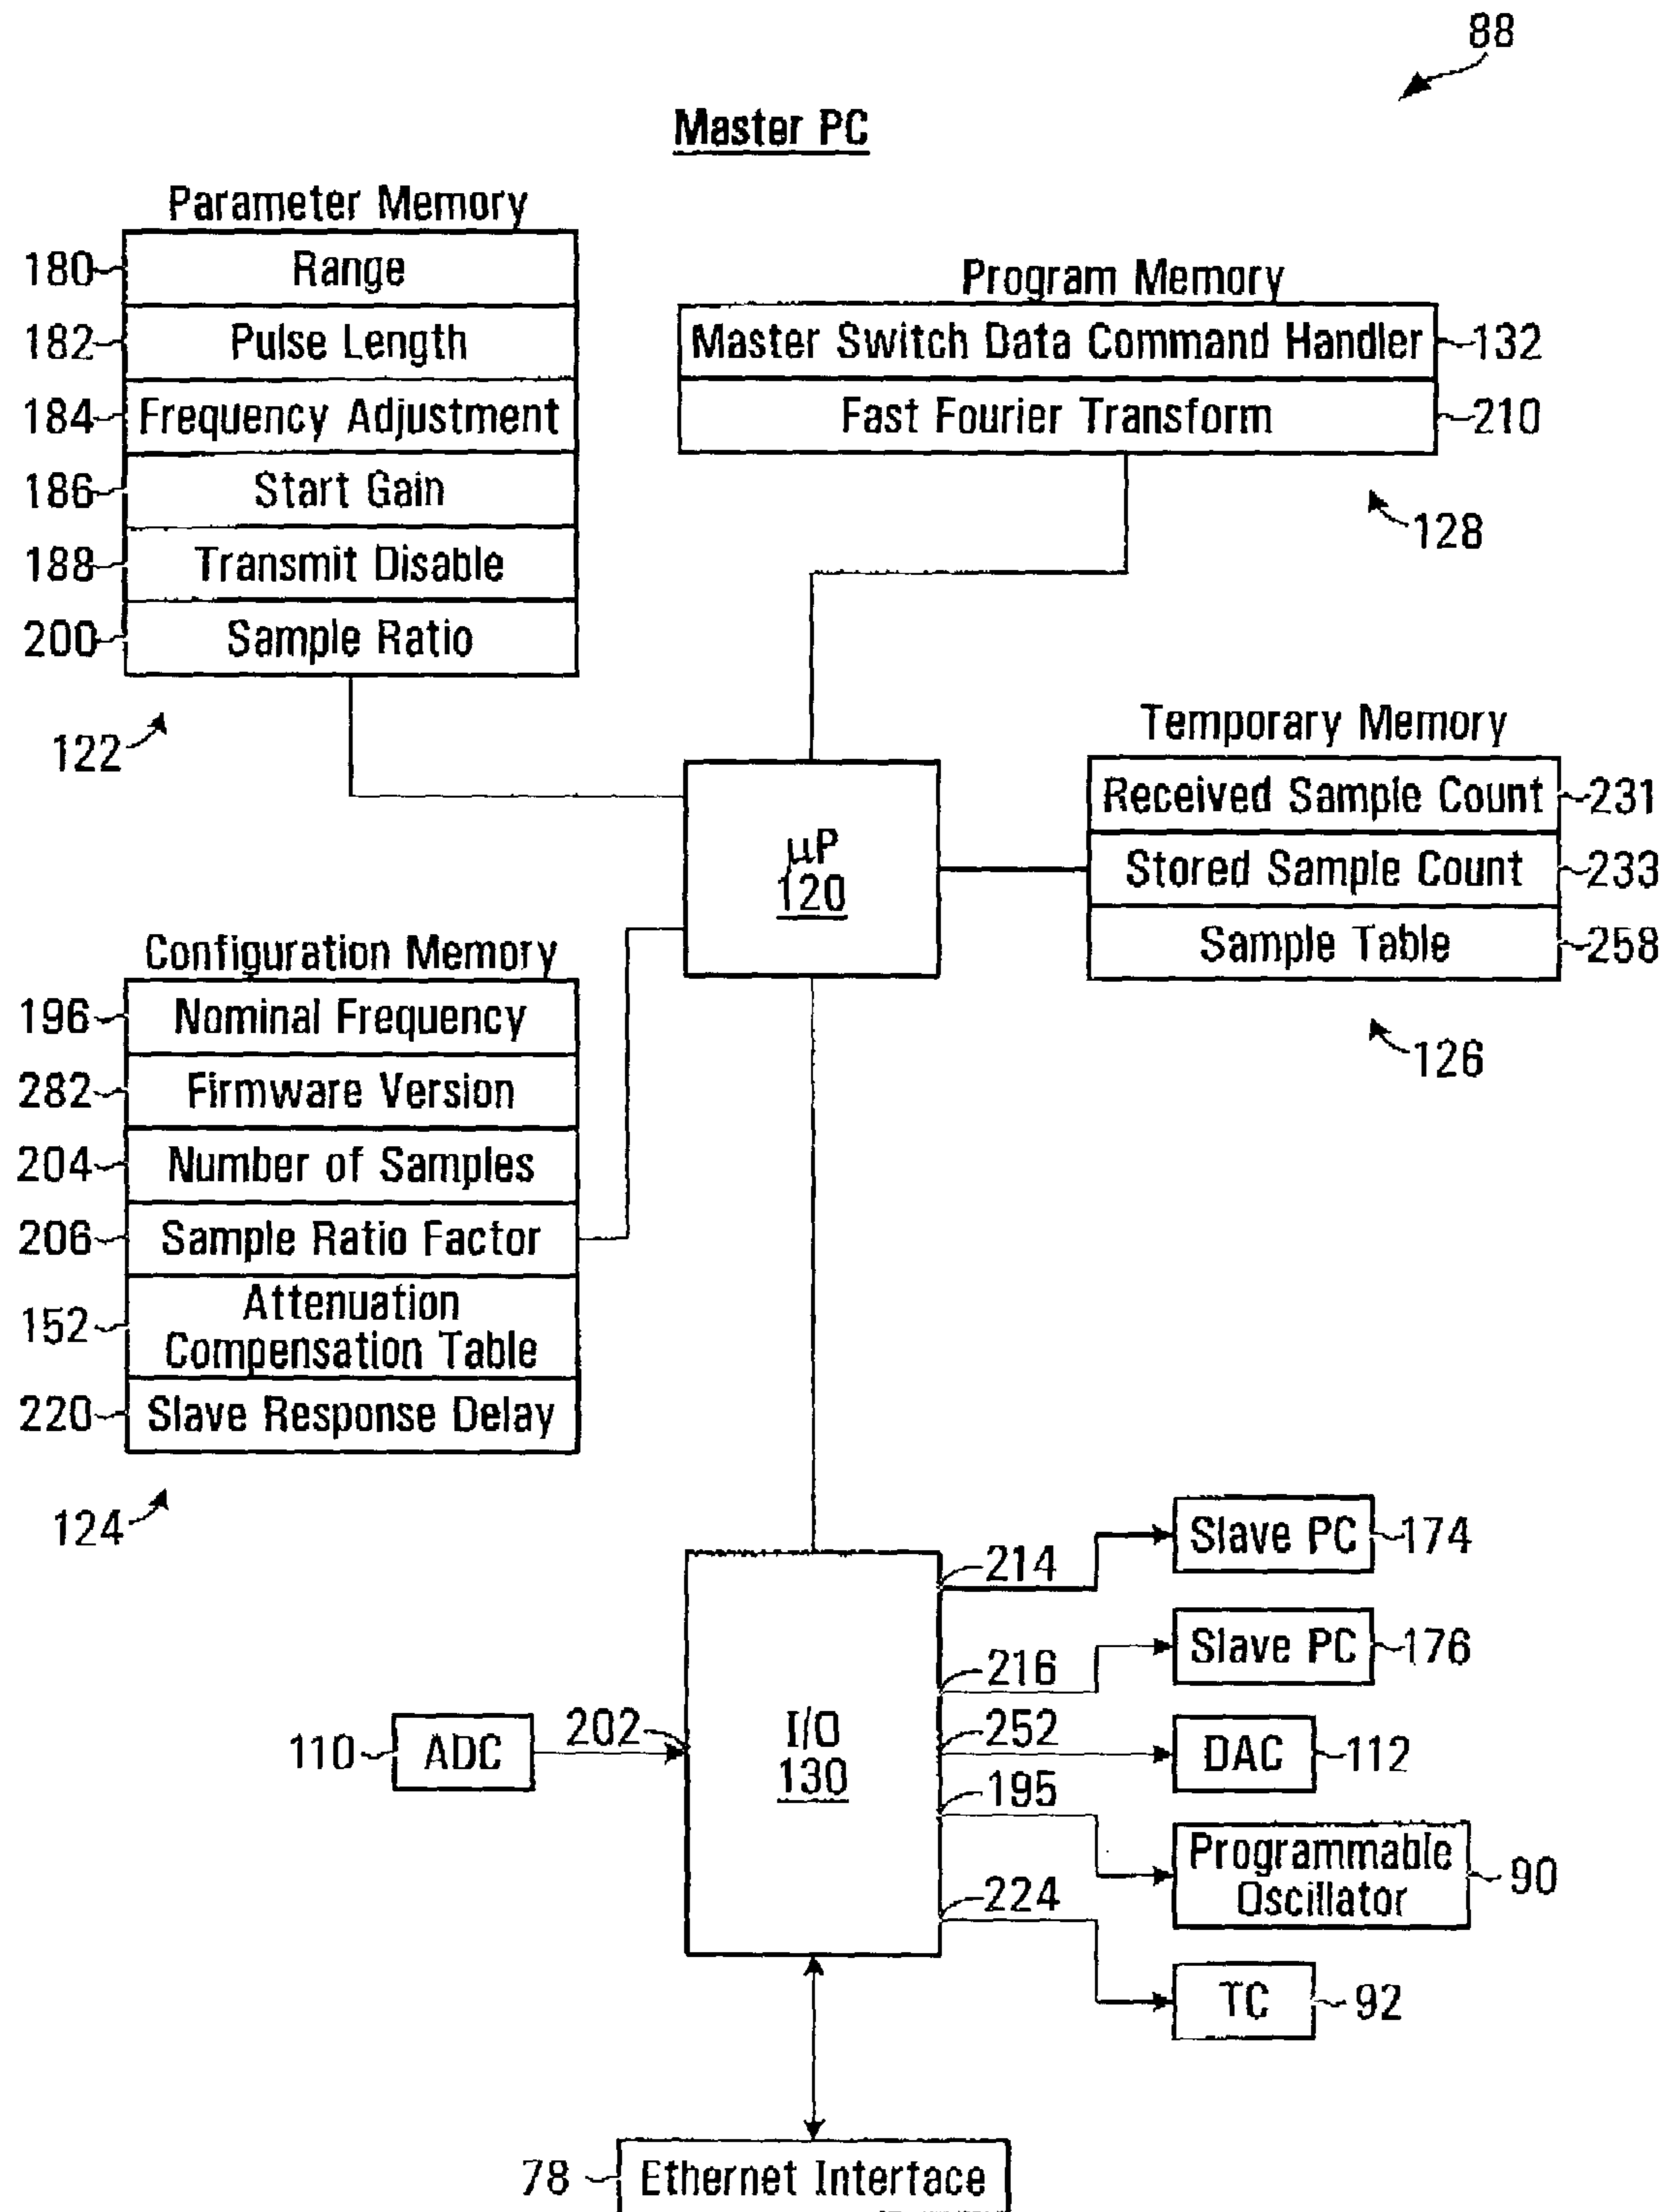 88
Master PC
Parameter Memory
180 Range
182 Pulse Length
184 Frequency Adjustment
186 Start Gain
188 Transmit Disable
200 Sample Ratio
122
Program Memory
Master Switch Data Command Handler 132
Fast Fourier Transform 210
128
Temporary Memory
Received Sample Count 231
Stored Sample Count 233
Sample Table 258
126
µP
120
Configuration Memory
196 Nominal Frequency
282 Firmware Version
204 Number of Samples
206 Sample Ratio Factor
152 Attenuation
Compensation Table
220 Slave Response Delay
124
214 Slave PC 174
216 Slave PC 176
110 ADC 202
I/O
130
252 DAC 112
195 Programmable
Oscillator 90
224 TC 92
78 Ethernet Interface